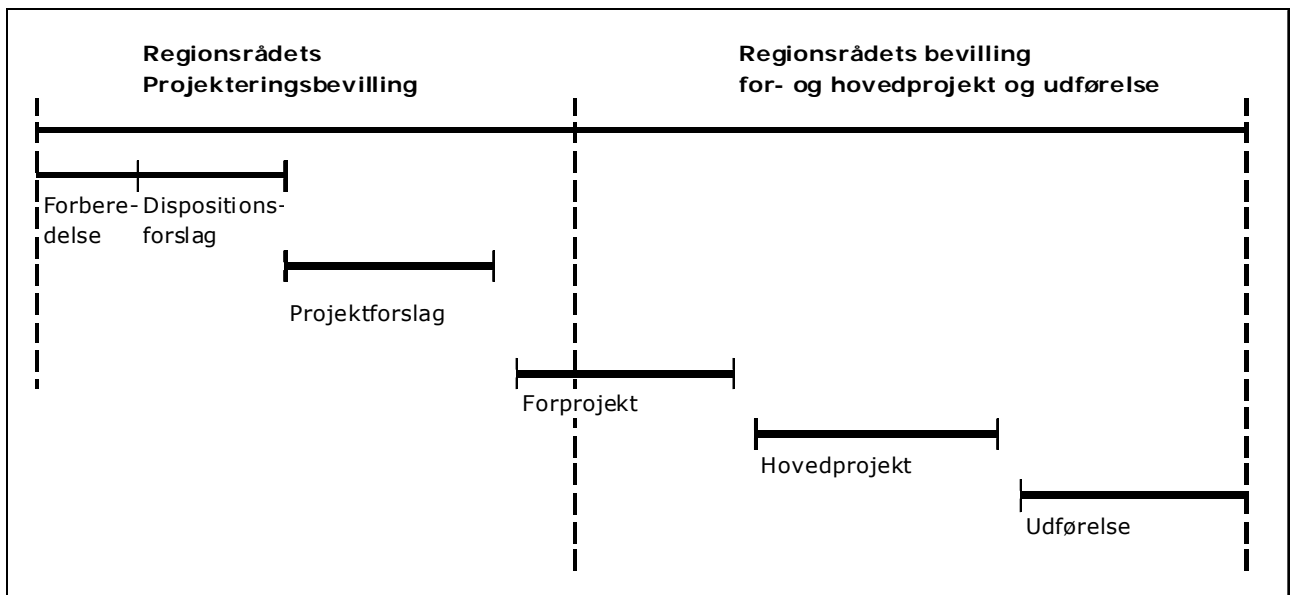 Regionsrådets
Projekteringsbevilling
Regionsrådets bevilling
for- og hovedprojekt og udførelse
Forbere-
delse
Dispositions-
forslag
Projektforslag
Forprojekt
Hovedprojekt
Udførelse